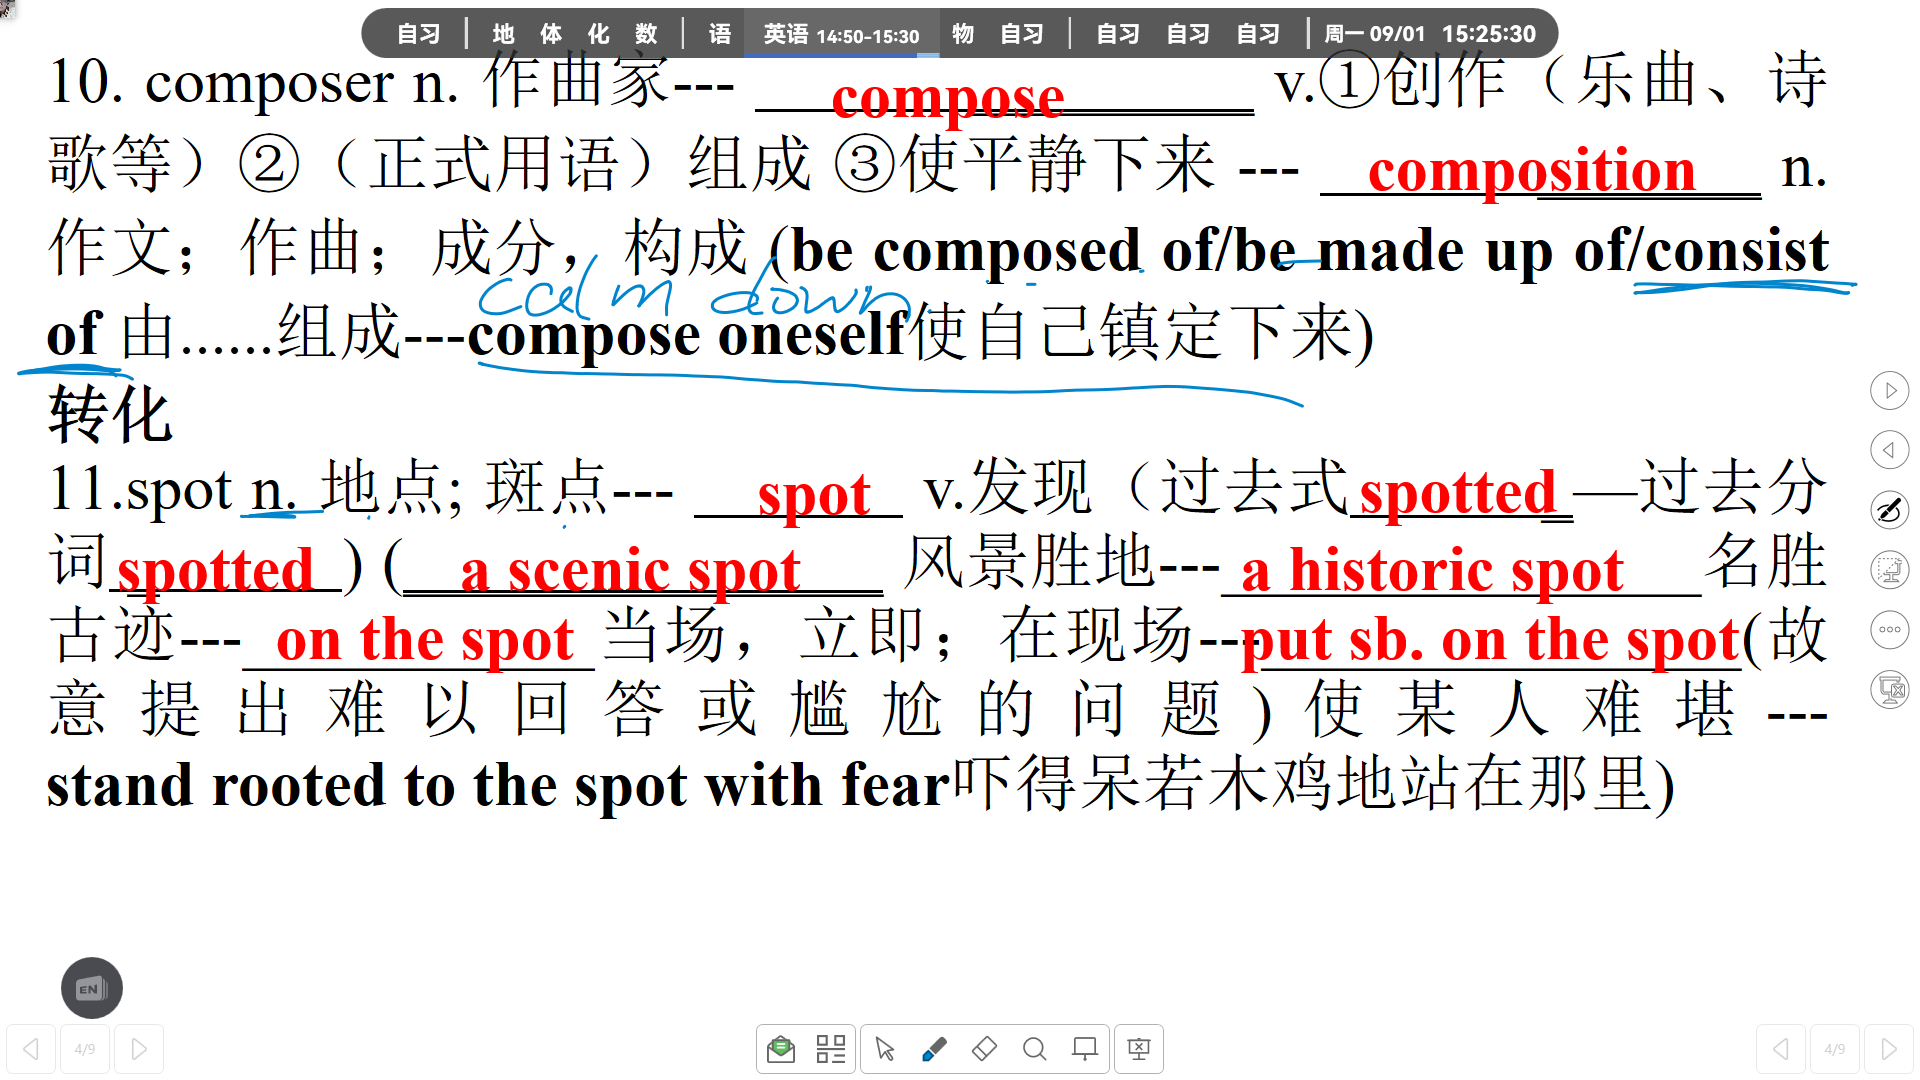 自习 | 地 体 化 数 | 语 英语 14:50-15:30 物 自习 | 自习 自习 自习 | 周一 09/01 15:25:30
10. composer n. 作曲家--- compose v.①创作（乐曲、诗
歌等）②（正式用语）组成 ③使平静下来 --- composition n.
作文；作曲；成分，构成 (be composed of/be made up of/consist
calm down
of 由......组成---compose oneself使自己镇定下来)
转化
11.spot n. 地点; 斑点--- spot v.发现（过去式spotted—过去分
词spotted) (a scenic spot 风景胜地---a historic spot名胜
古迹---on the spot 当场，立即；在现场---put sb. on the spot(故
意提出难以回答或尴尬的问题)使某人难堪---
stand rooted to the spot with fear吓得呆若木鸡地站在那里)
EN
4/9
4/9